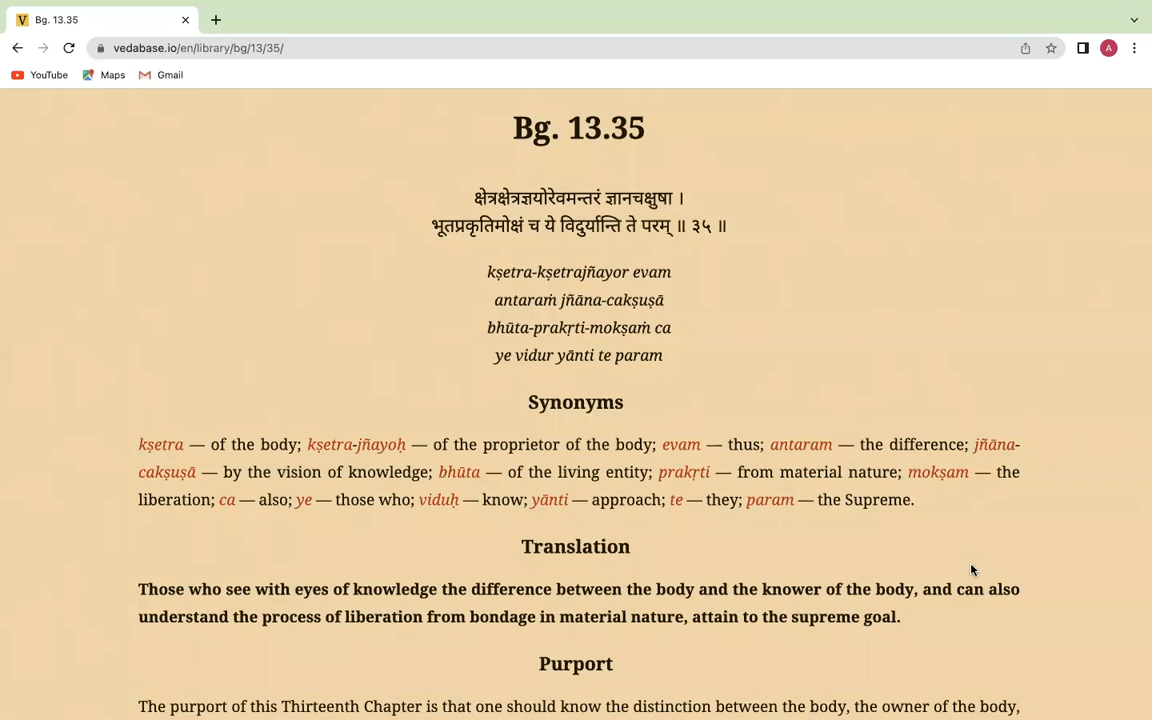 Bg. 13.35
vedabase.io/en/library/bg/13/35/
A
YouTube
Maps
Gmail
Bg. 13.35
क्षेत्रक्षेत्रज्ञयोरेवमन्तरं ज्ञानचक्षुषा ।
भूतप्रकृतिमोक्षं च ये विदुर्यान्ति ते परम् ॥ ३५ ॥
kṣetra-kṣetrajñayor evam
antaraṁ jñāna-cakṣuṣā
bhūta-prakṛti-mokṣaṁ ca
ye vidur yānti te param
Synonyms
kṣetra — of the body; kṣetra-jñayoḥ — of the proprietor of the body; evam — thus; antaram — the difference; jñāna-
cakṣuṣā — by the vision of knowledge; bhūta — of the living entity; prakṛti — from material nature; mokṣam — the
liberation; ca — also; ye — those who; viduḥ — know; yānti — approach; te — they; param — the Supreme.
Translation
Those who see with eyes of knowledge the difference between the body and the knower of the body, and can also
understand the process of liberation from bondage in material nature, attain to the supreme goal.
Purport
The purport of this Thirteenth Chapter is that one should know the distinction between the body, the owner of the body,